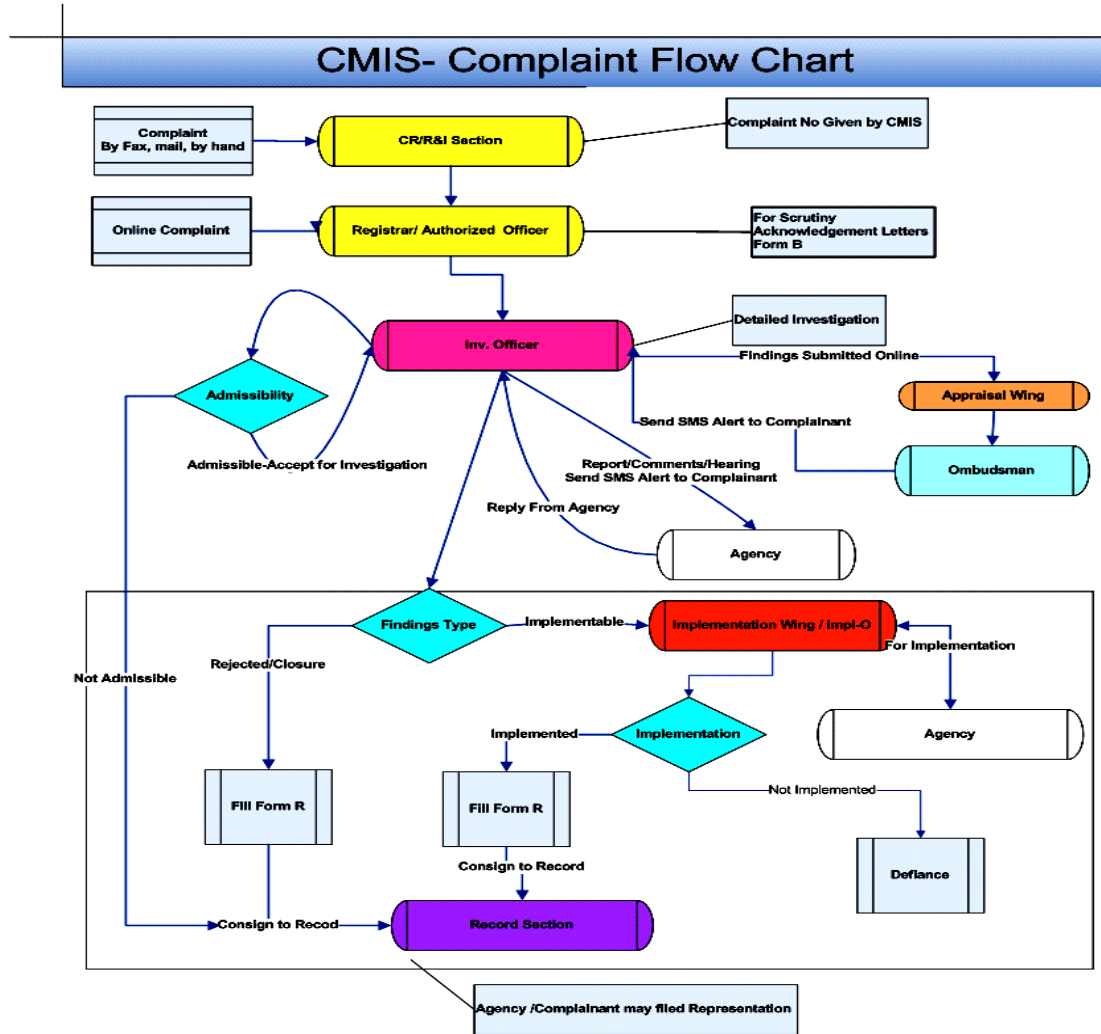 CMIS- Complaint Flow Chart
Complaint
By Fax, mail, by hand
CR/R&I Section
Complaint No Given by CMIS
Online Complaint
Registrar/ Authorized Officer
For Scrutiny
Acknowledgement Letters
Form B
Detailed Investigation
Inv. Officer
Findings Submitted Online
Admissibility
Appraisal Wing
Send SMS Alert to Complainant
Admissible-Accept for Investigation
Report/Comments/Hearing
Send SMS Alert to Complainant
Ombudsman
Reply From Agency
Agency
Findings Type
Implementable
Implementation Wing / Impl-O
For Implementation
Rejected/Closure
Not Admissible
Implemented
Implementation
Agency
Not Implemented
Fill Form R
Fill Form R
Consign to Record
Defiance
Consign to Recod
Record Section
Agency /Complainant may filed Representation